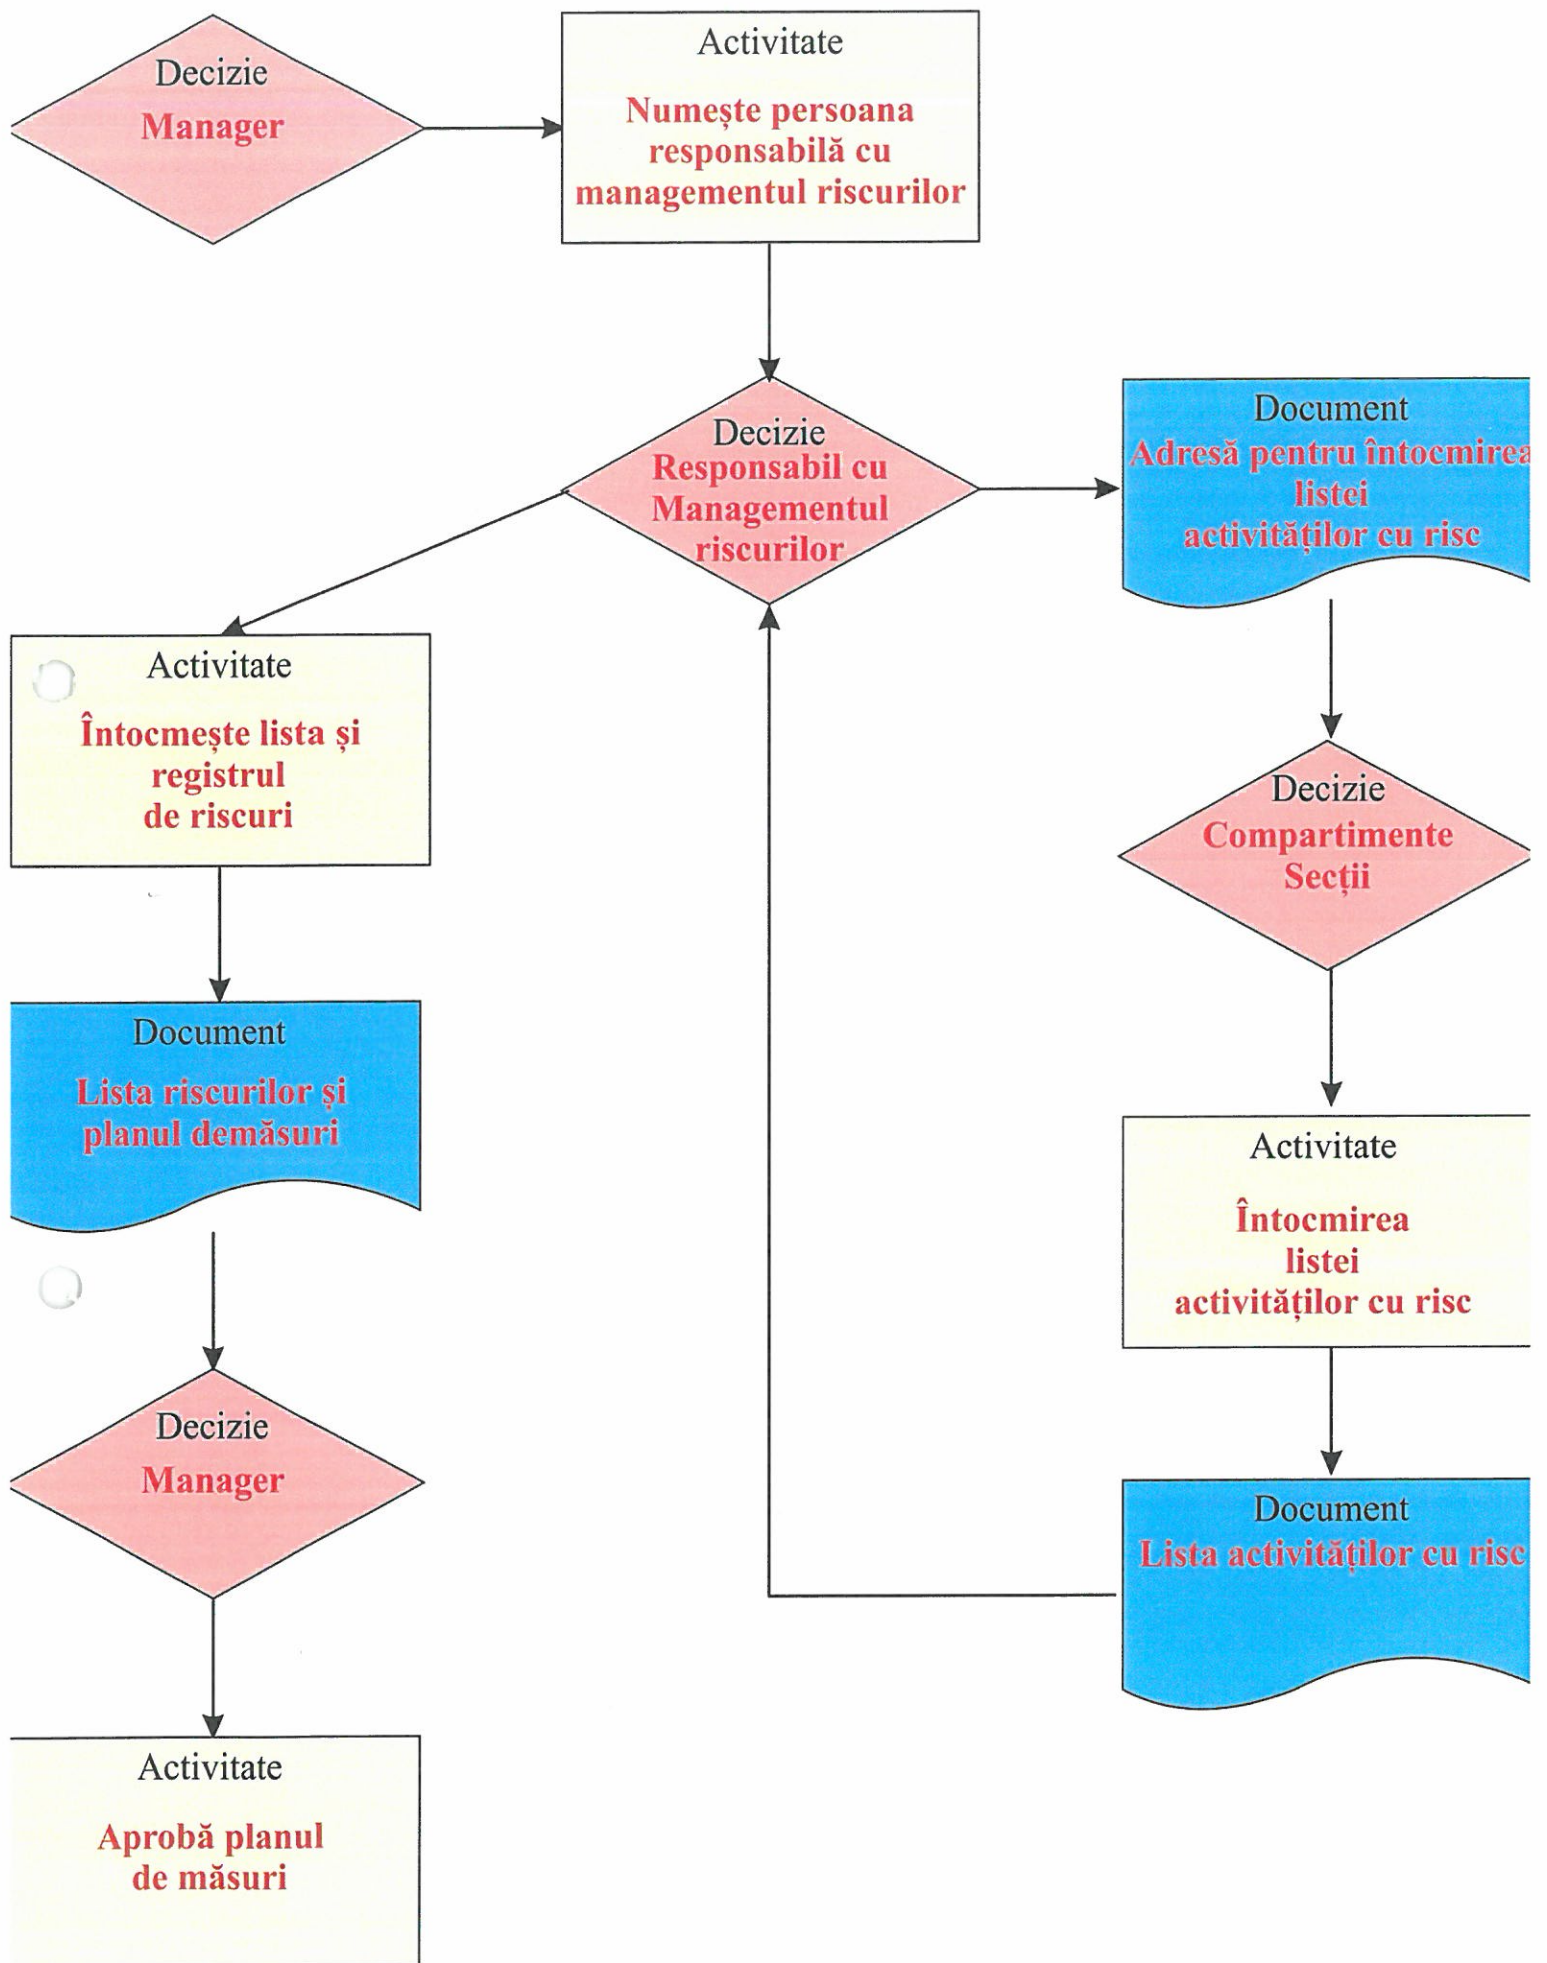 Decizie
Manager
Activitate
Numește persoana
responsabilă cu
managementul riscurilor
Decizie
Responsabil cu
Managementul
riscurilor
Document
Adresă pentru întocmirea
listei
activităților cu risc
Activitate
Întocmește lista și
registrul
de riscuri
Decizie
Compartimente
Secții
Document
Lista riscurilor și
planul demăsuri
Activitate
Întocmirea
listei
activităților cu risc
Decizie
Manager
Document
Lista activităților cu risc
Activitate
Aprobă planul
de măsuri